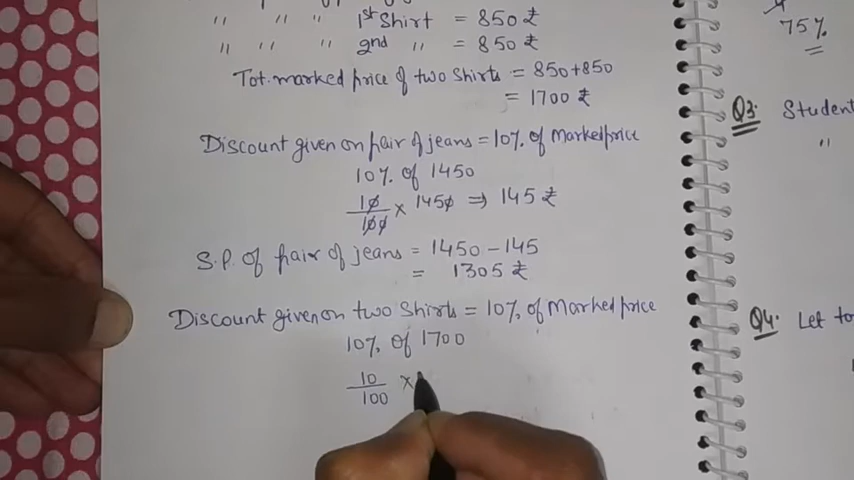 " " " 1st Shirt = 850 ₹
" " " 2nd " = 850 ₹
Tot. marked price of two Shirts = 850+850
= 1700 ₹
Discount given on pair of jeans = 10% of Marked price
10% of 1450
10/100 × 1450 ⇒ 145 ₹
S.P. of pair of jeans = 1450 - 145
= 1305 ₹
Discount given on two Shirts = 10% of Marked price
10% of 1700
10/100 ×
75%
Q3. Student
"
Q4. Let to